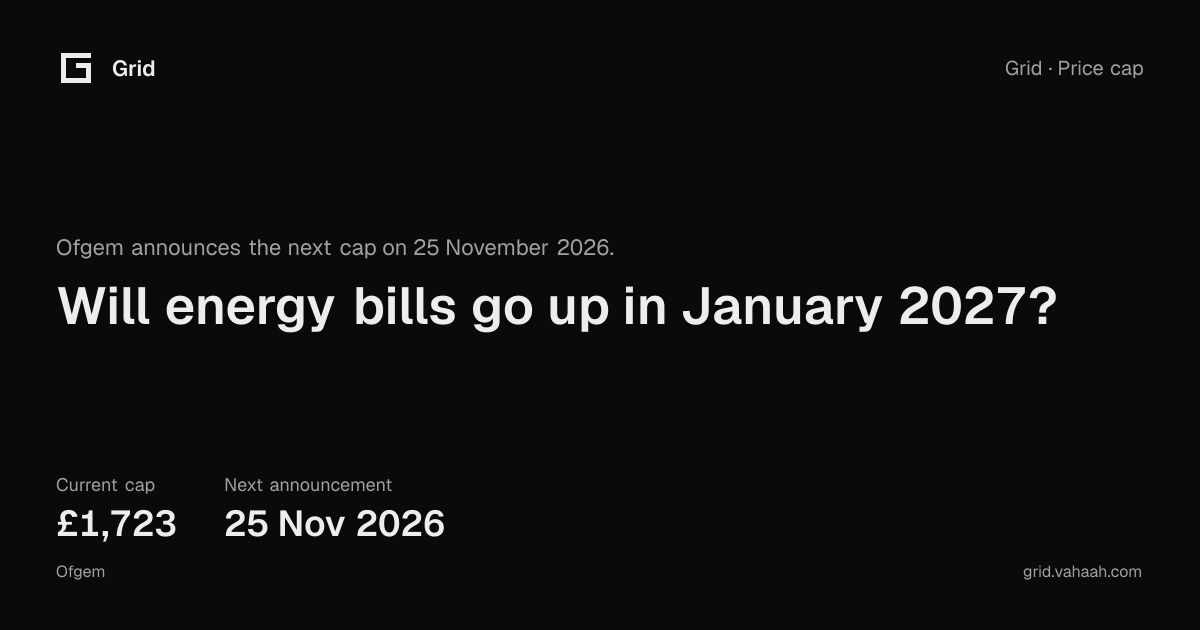 Grid
Grid · Price cap
Ofgem announces the next cap on 25 November 2026.
Will energy bills go up in January 2027?
Current cap
£1,723
Next announcement
25 Nov 2026
Ofgem
grid.vahaah.com